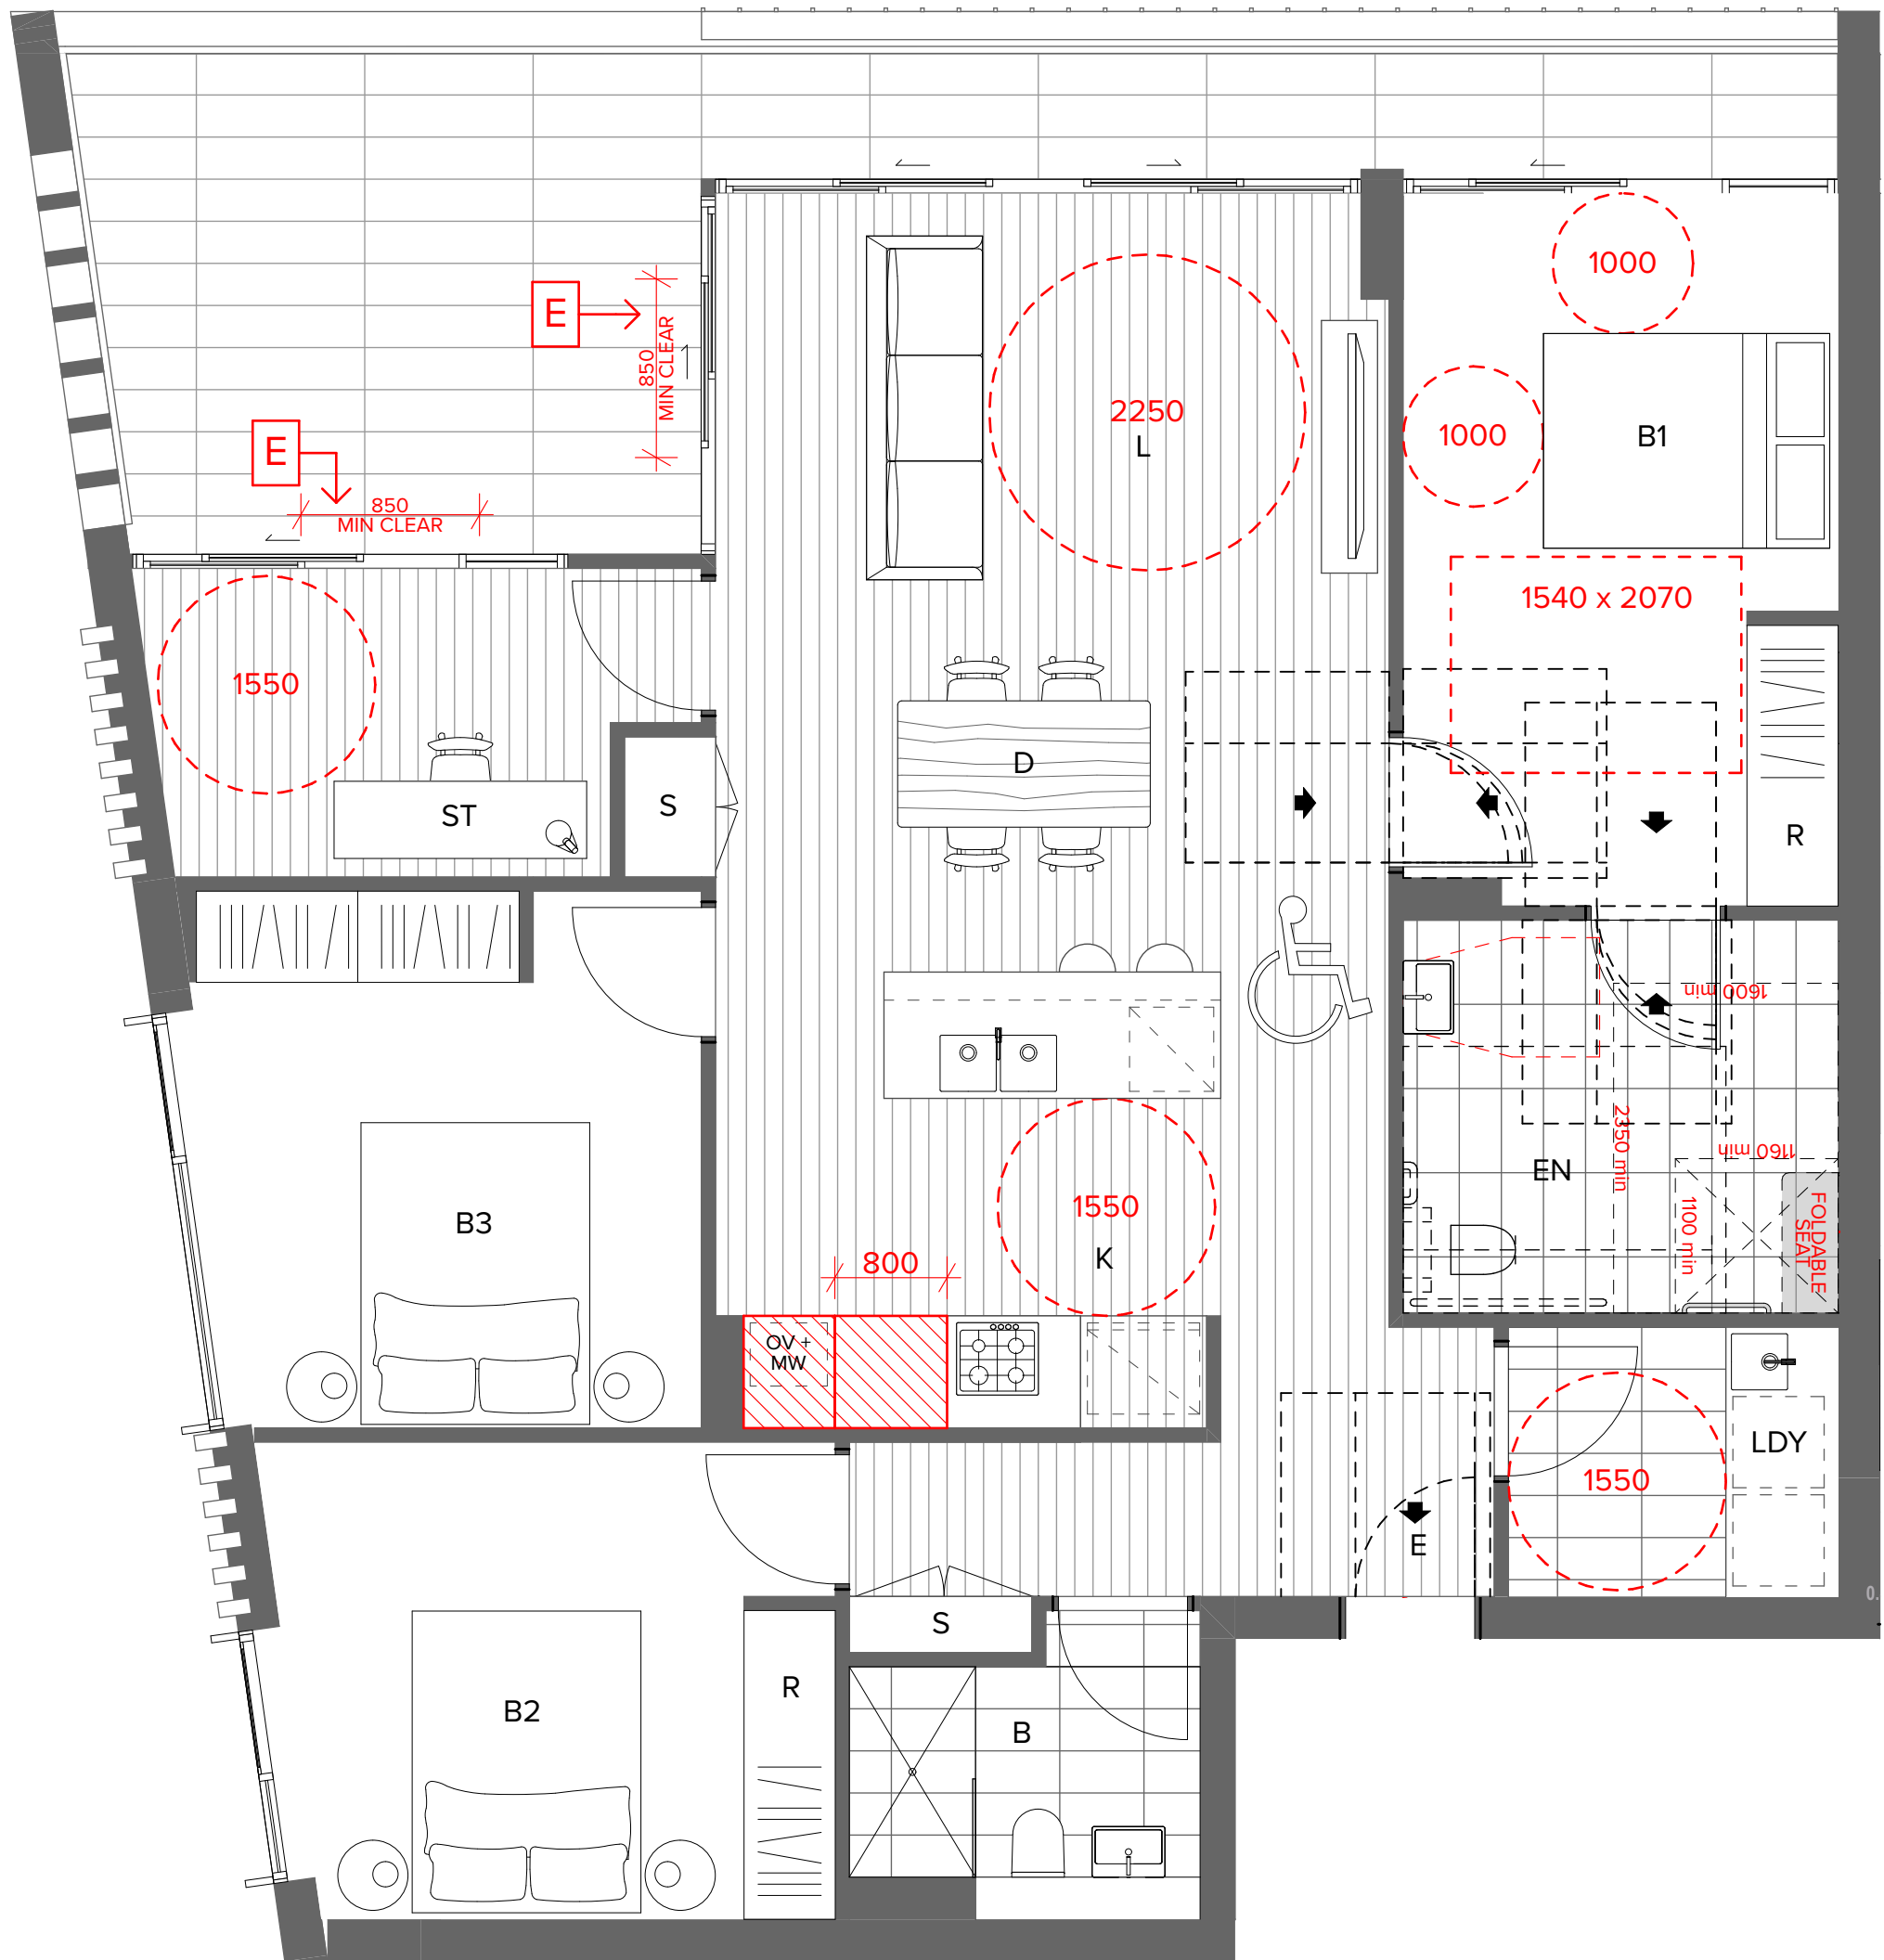 1000
E
850
MIN CLEAR
2250
L
1000
B1
E
850
MIN CLEAR
1540 x 2070
1550
D
ST
S
R
1600 min
2350 min
1160 min
EN
1550
K
B3
1100 min
FOLDABLE
SEAT
800
OV +
MW
LDY
1550
E
0.
S
R
B2
B